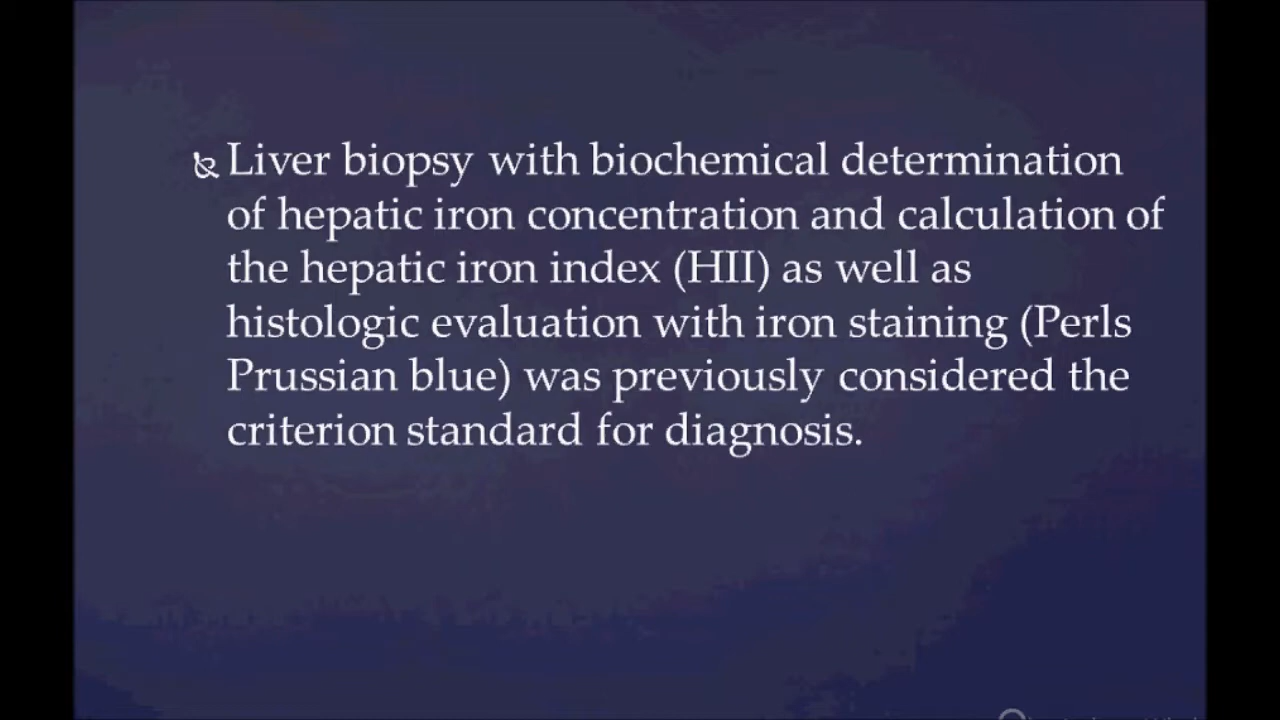 Liver biopsy with biochemical determination
of hepatic iron concentration and calculation of
the hepatic iron index (HII) as well as
histologic evaluation with iron staining (Perls
Prussian blue) was previously considered the
criterion standard for diagnosis.